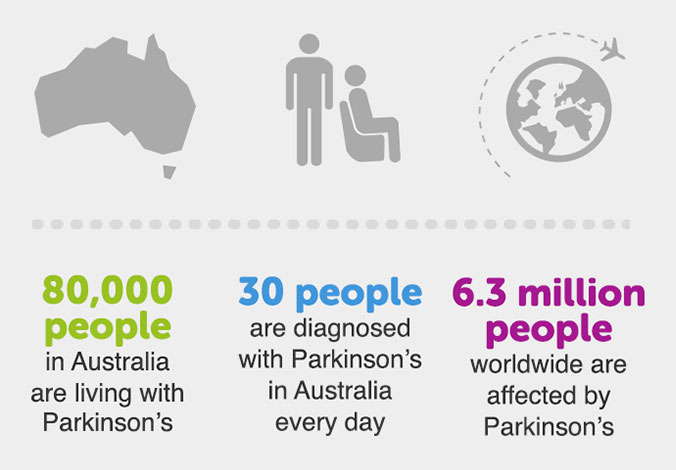 80,000
people
in Australia
are living with
Parkinson's
30 people
are diagnosed
with Parkinson's
in Australia
every day
6.3 million
people
worldwide are
affected by
Parkinson's